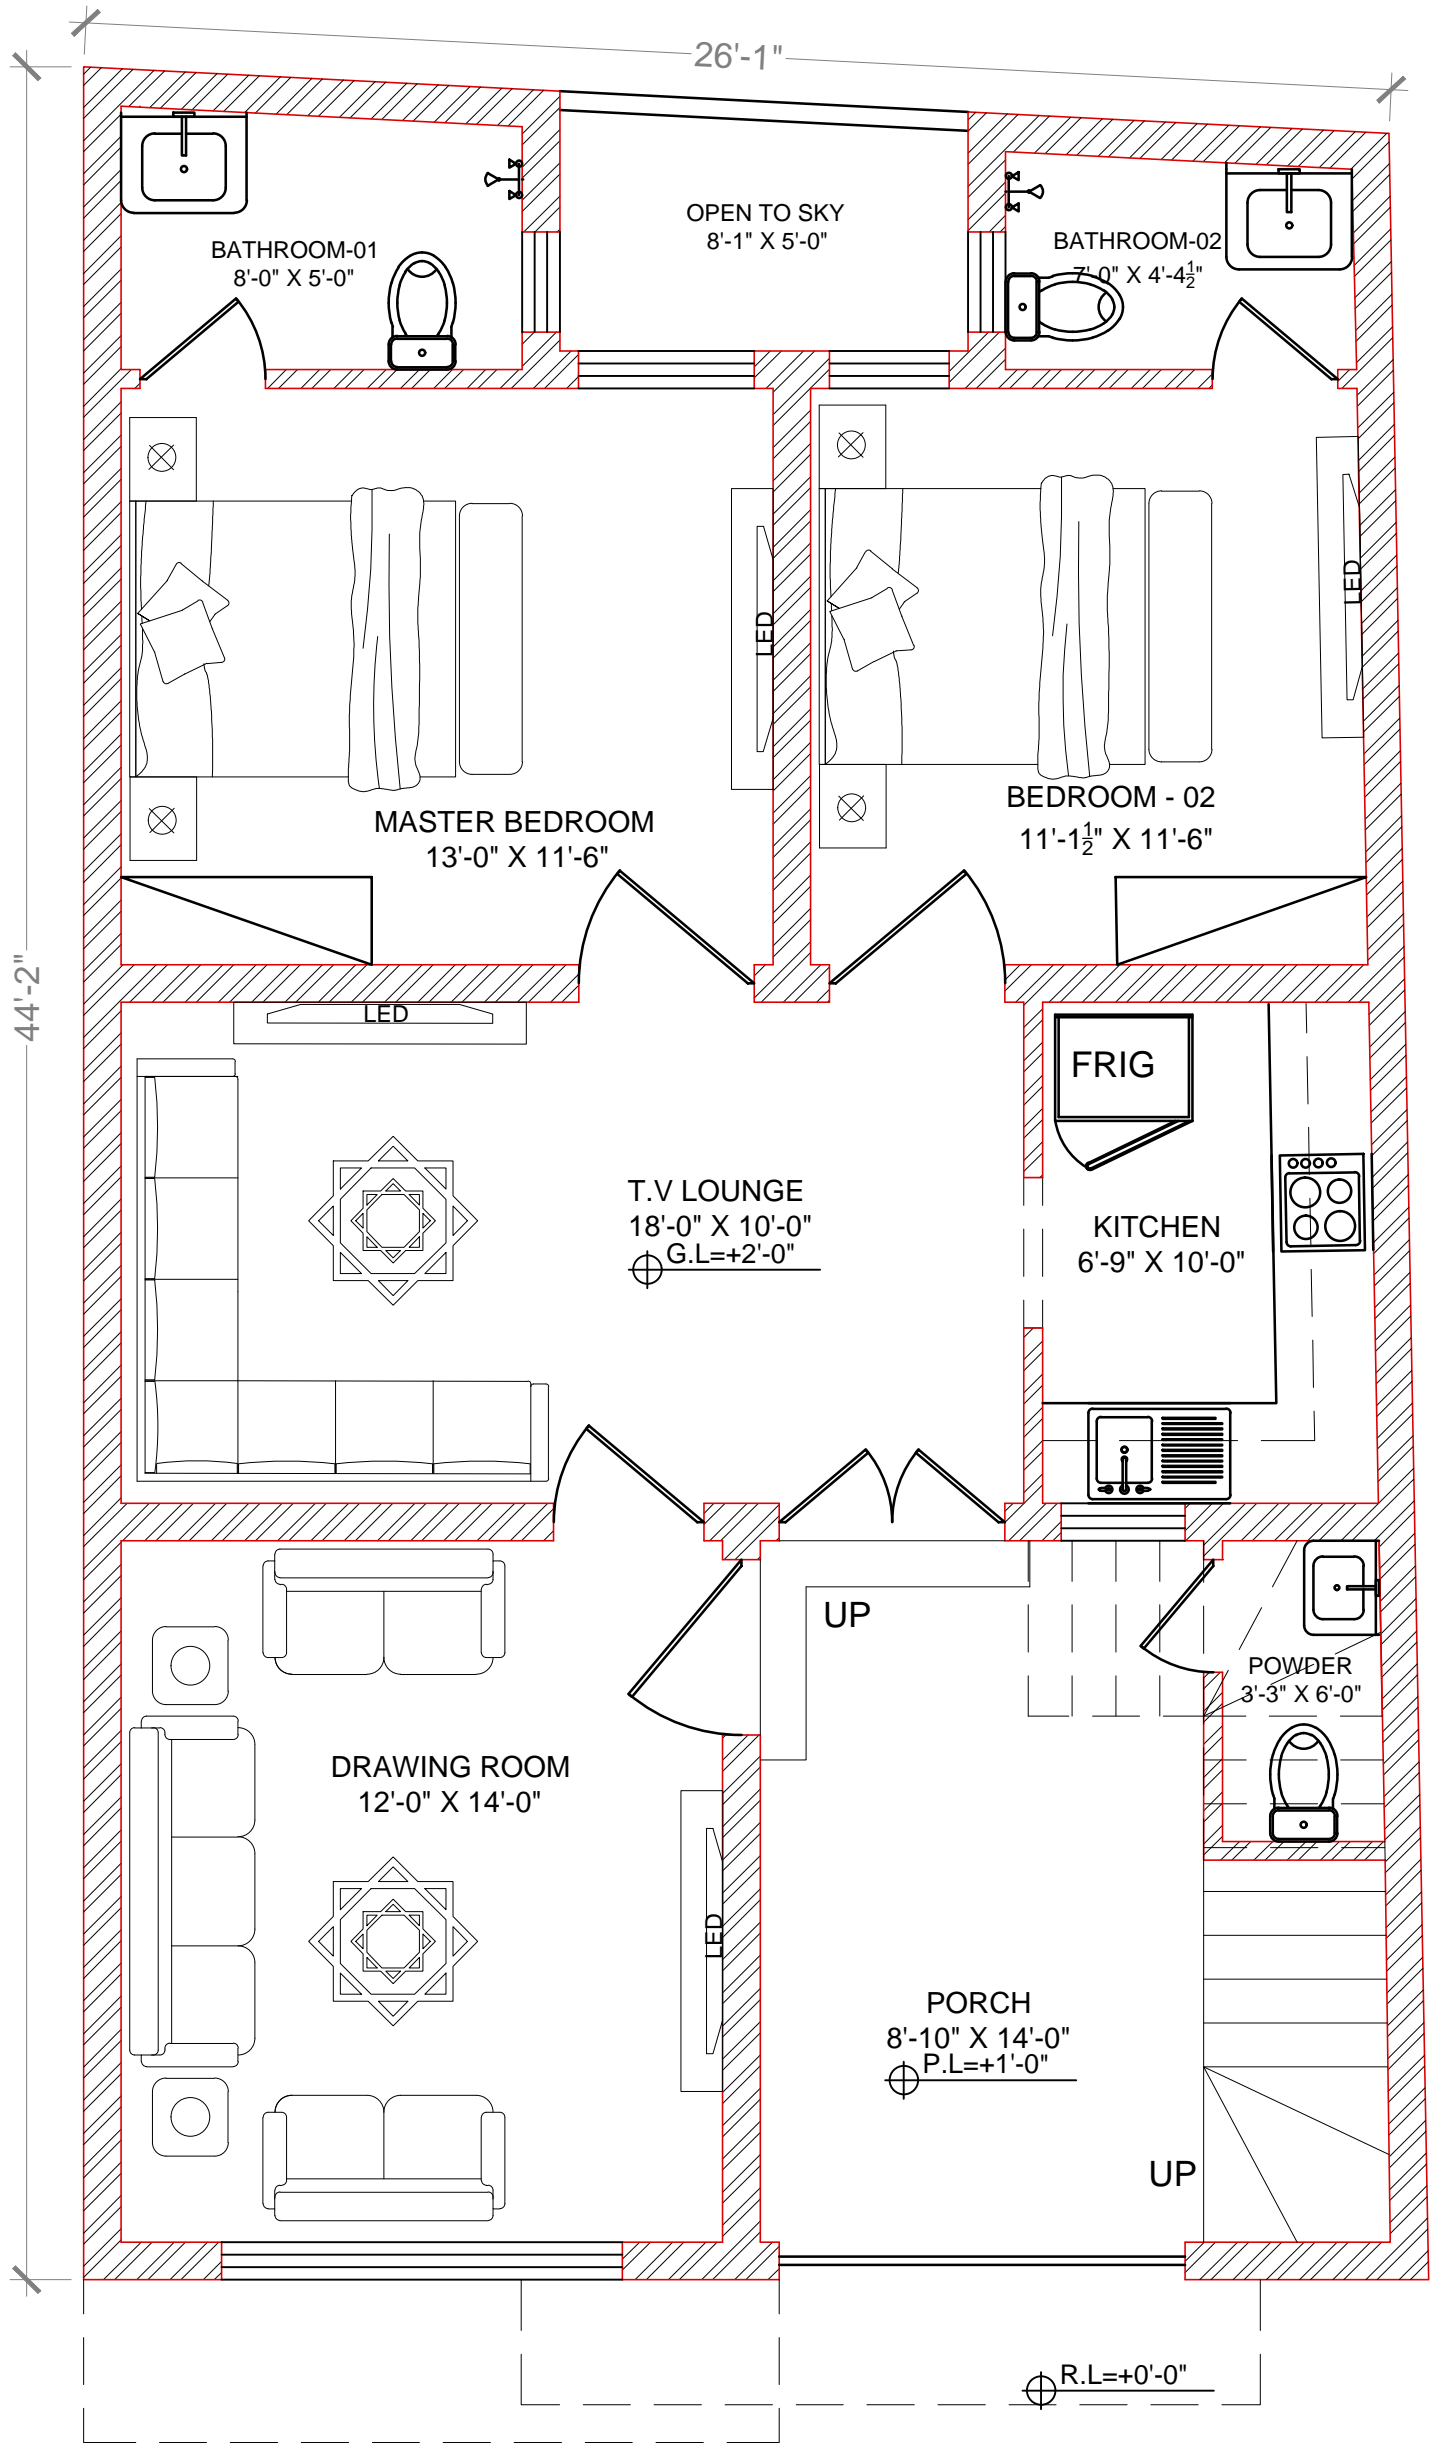 26'-1"
44'-2"
OPEN TO SKY
8'-1" X 5'-0"
BATHROOM-01
8'-0" X 5'-0"
BATHROOM-02
7'-0" X 4'-4½"
LED
LED
MASTER BEDROOM
13'-0" X 11'-6"
BEDROOM - 02
11'-1½" X 11'-6"
LED
FRIG
T.V LOUNGE
18'-0" X 10'-0"
G.L=+2'-0"
KITCHEN
6'-9" X 10'-0"
UP
POWDER
3'-3" X 6'-0"
DRAWING ROOM
12'-0" X 14'-0"
LED
PORCH
8'-10" X 14'-0"
P.L=+1'-0"
UP
R.L=+0'-0"